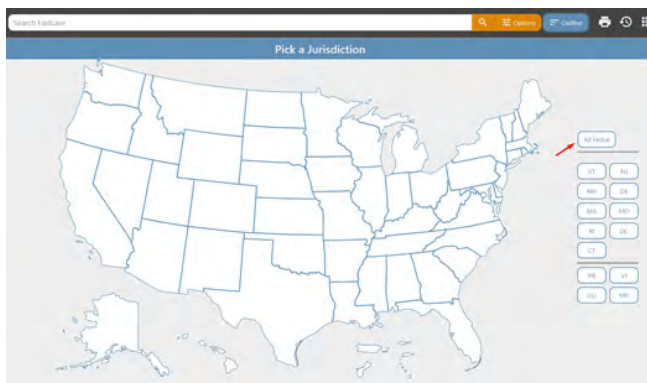 Search Fastcase
Options
Outline
Pick a Jurisdiction
All Federal
VT NJ
NH DE
MA MD
RI DC
CT
PR VI
GU MP